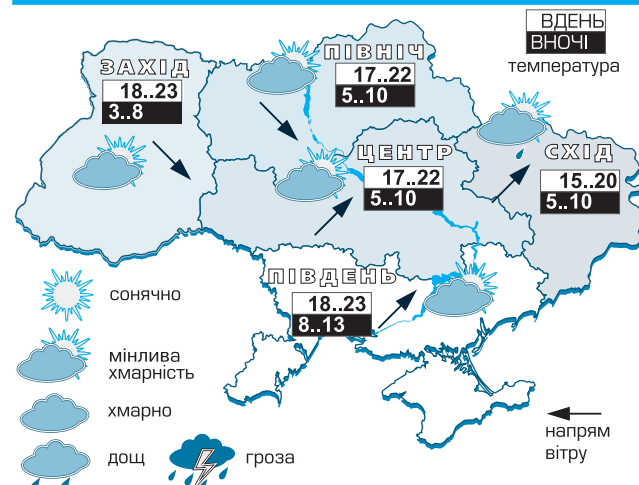 ВДЕНЬ
ВНОЧІ
температура
ПІВНІЧ
17..22
5..10
ЗАХІД
18..23
3..8
ЦЕНТР
17..22
5..10
СХІД
15..20
5..10
ПІВДЕНЬ
18..23
8..13
сонячно
мінлива
хмарність
хмарно
дощ
гроза
напрям
вітру